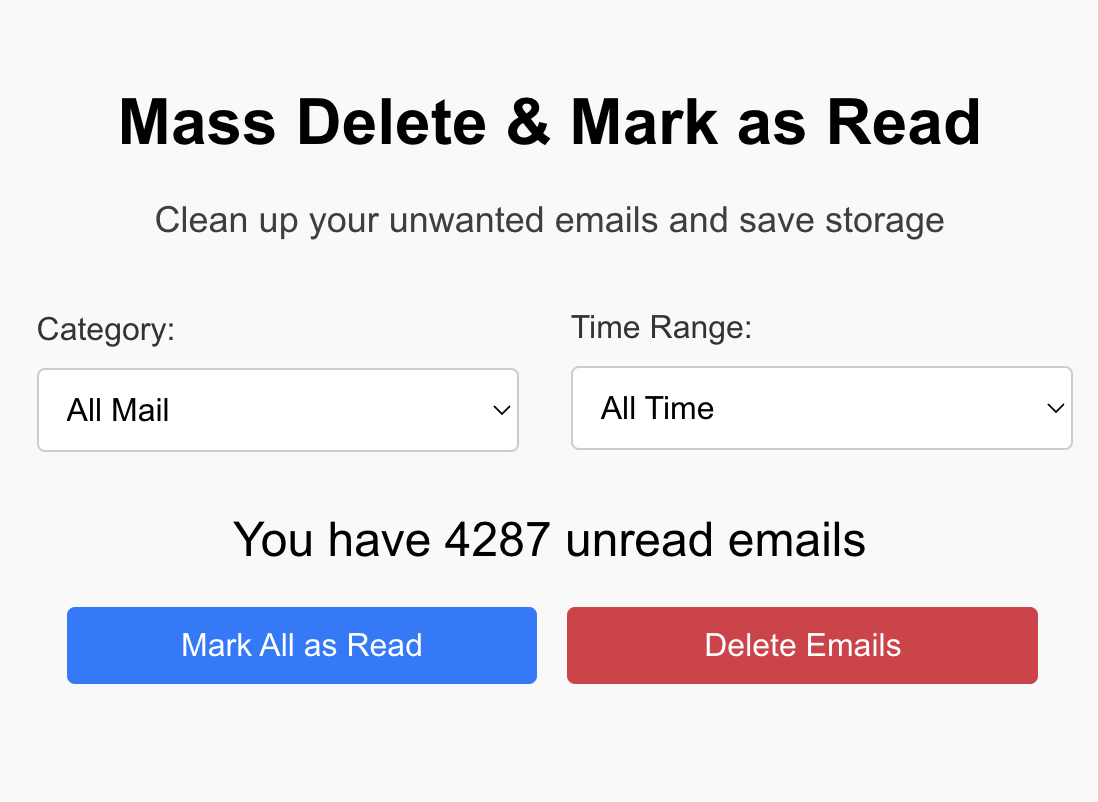 Mass Delete & Mark as Read
Clean up your unwanted emails and save storage
Category:
All Mail
Time Range:
All Time
You have 4287 unread emails
Mark All as Read
Delete Emails